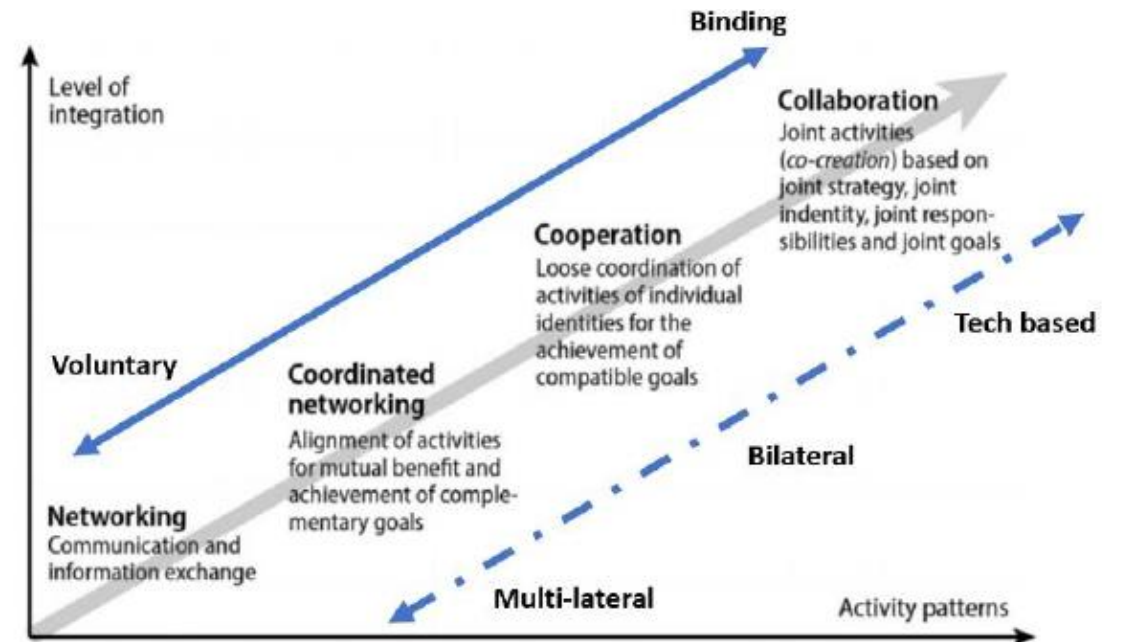 Binding
Level of
integration
Collaboration
Joint activities
(co-creation) based on
joint strategy, joint
indentity, joint respon-
sibilities and joint goals
Cooperation
Loose coordination of
activities of individual
identities for the
achievement of
compatible goals
Tech based
Voluntary
Coordinated
networking
Alignment of activities
for mutual benefit and
achievement of comple-
mentary goals
Bilateral
Networking
Communication and
information exchange
Multi-lateral
Activity patterns